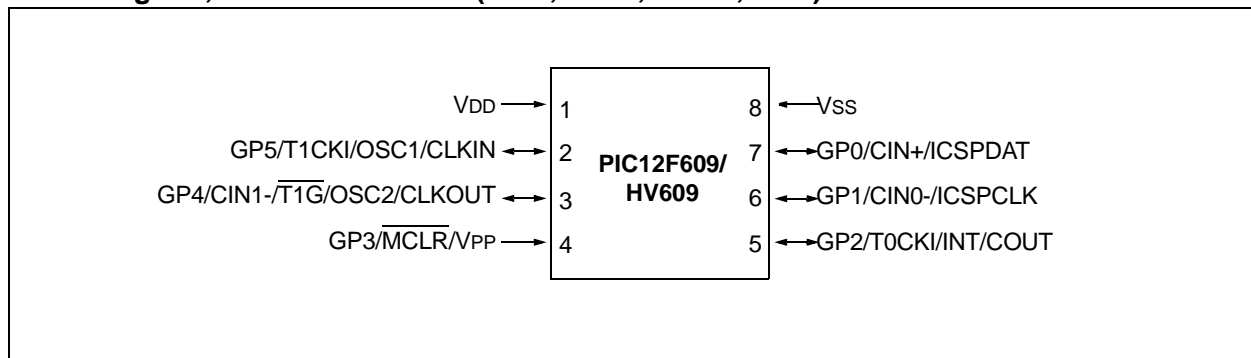 VDD 1 8 VSS
GP5/T1CKI/OSC1/CLKIN 2 PIC12F609/ 7 GP0/CIN+/ICSPDAT
HV609
GP4/CIN1-/T1G/OSC2/CLKOUT 3 6 GP1/CIN0-/ICSPCLK
GP3/MCLR/VPP 4 5 GP2/T0CKI/INT/COUT